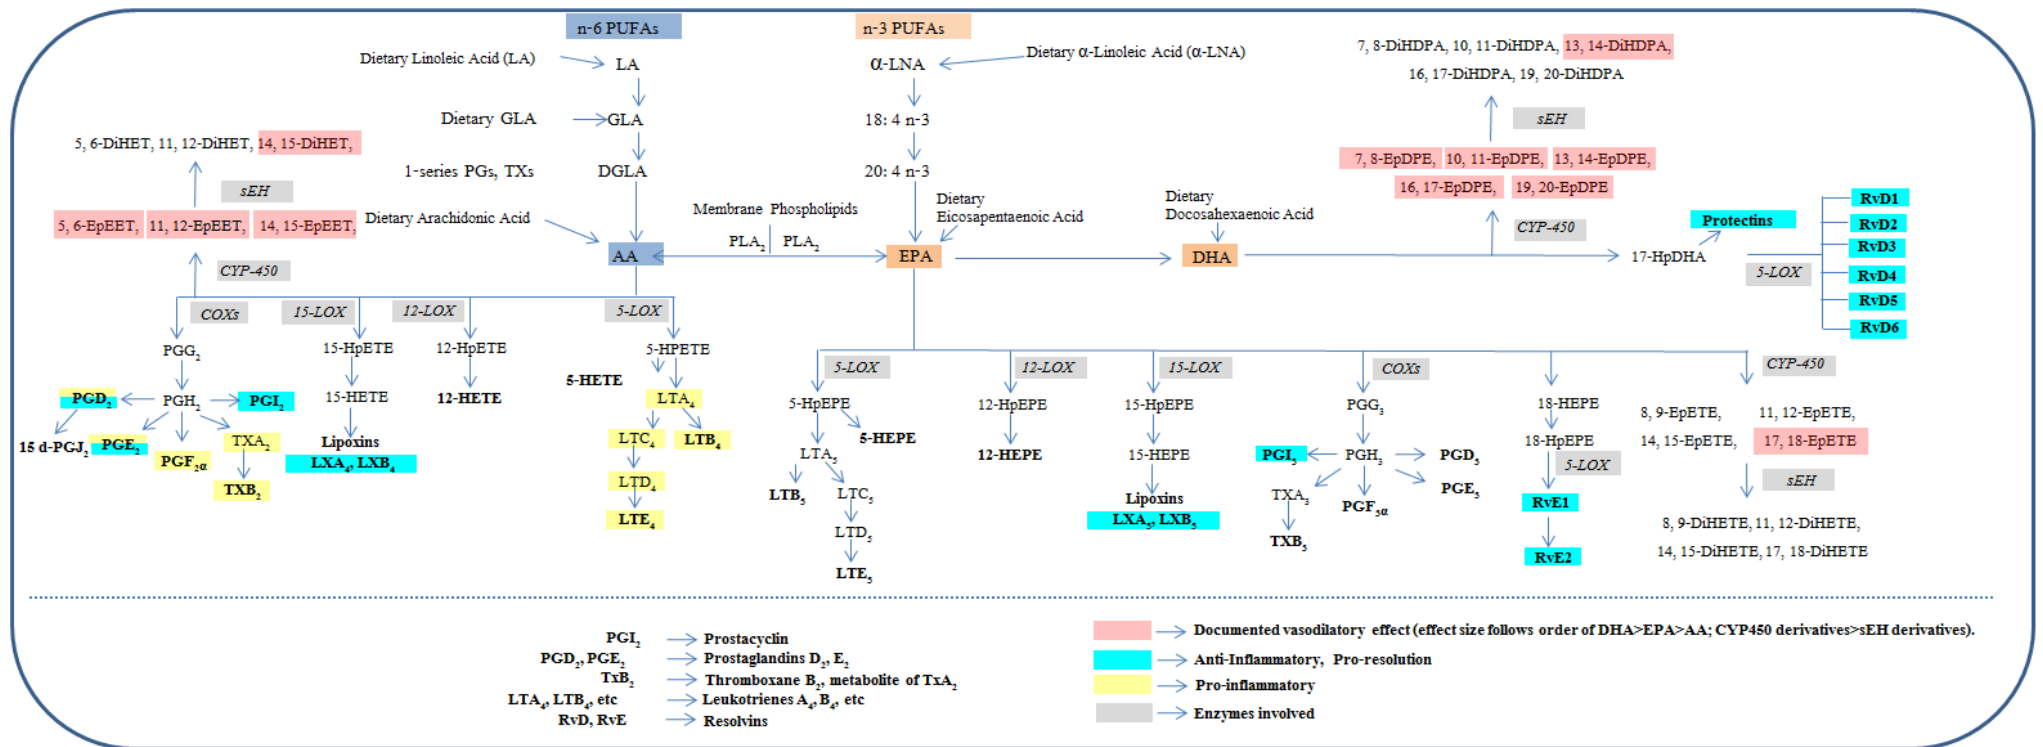 n-6 PUFAs
n-3 PUFAs
Dietary Linoleic Acid (LA)
LA
α-LNA
Dietary α-Linoleic Acid (α-LNA)
7, 8-DiHDPA, 10, 11-DiHDPA, 13, 14-DiHDPA,
16, 17-DiHDPA, 19, 20-DiHDPA
Dietary GLA
GLA
18: 4 n-3
sEH
5, 6-DiHET, 11, 12-DiHET, 14, 15-DiHET,
1-series PGs, TXs
DGLA
20: 4 n-3
7, 8-EpDPE, 10, 11-EpDPE, 13, 14-EpDPE,
16, 17-EpDPE, 19, 20-EpDPE
sEH
5, 6-EpEET, 11, 12-EpEET, 14, 15-EpEET,
Dietary Arachidonic Acid
Membrane Phospholipids
PLA₂ PLA₂
Dietary
Eicosapentaenoic Acid
Dietary
Docosahexaenoic Acid
CYP-450
Protectins
RvD1
RvD2
RvD3
RvD4
RvD5
RvD6
AA
EPA
DHA
17-HpDHA
5-LOX
CYP-450
COXs
15-LOX
12-LOX
5-LOX
PGG₂
15-HpETE
12-HpETE
5-HPETE
5-HETE
PGD₂
PGH₂
PGI₂
15-HETE
12-HETE
LTA₄
15 d-PGJ₂
PGE₂
PGF₂α
TXA₂
TXB₂
Lipoxins
LXA₄, LXB₄
LTC₄
LTB₄
LTD₄
LTE₄
5-LOX
12-LOX
15-LOX
COXs
CYP-450
5-HpEPE
12-HpEPE
15-HpEPE
PGG₃
18-HEPE
5-HEPE
12-HEPE
15-HEPE
18-HpEPE
8, 9-EpETE, 11, 12-EpETE,
14, 15-EpETE, 17, 18-EpETE
LTA₅
PGI₅
PGH₃
PGD₅
PGE₅
5-LOX
sEH
LTB₅
LTC₅
Lipoxins
LXA₅, LXB₅
TXA₃
PGF₅α
RvE1
LTD₅
TXB₅
8, 9-DiHETE, 11, 12-DiHETE,
14, 15-DiHETE, 17, 18-DiHETE
LTE₅
RvE2
PGI₂ Prostacyclin
PGD₂, PGE₂ Prostaglandins D₂, E₂
TxB₂ Thromboxane B₂, metabolite of TxA₂
LTA₄, LTB₄, etc Leukotrienes A₄, B₄, etc
RvD, RvE Resolvins
Documented vasodilatory effect (effect size follows order of DHA>EPA>AA; CYP450 derivatives>sEH derivatives).
Anti-Inflammatory, Pro-resolution
Pro-inflammatory
Enzymes involved